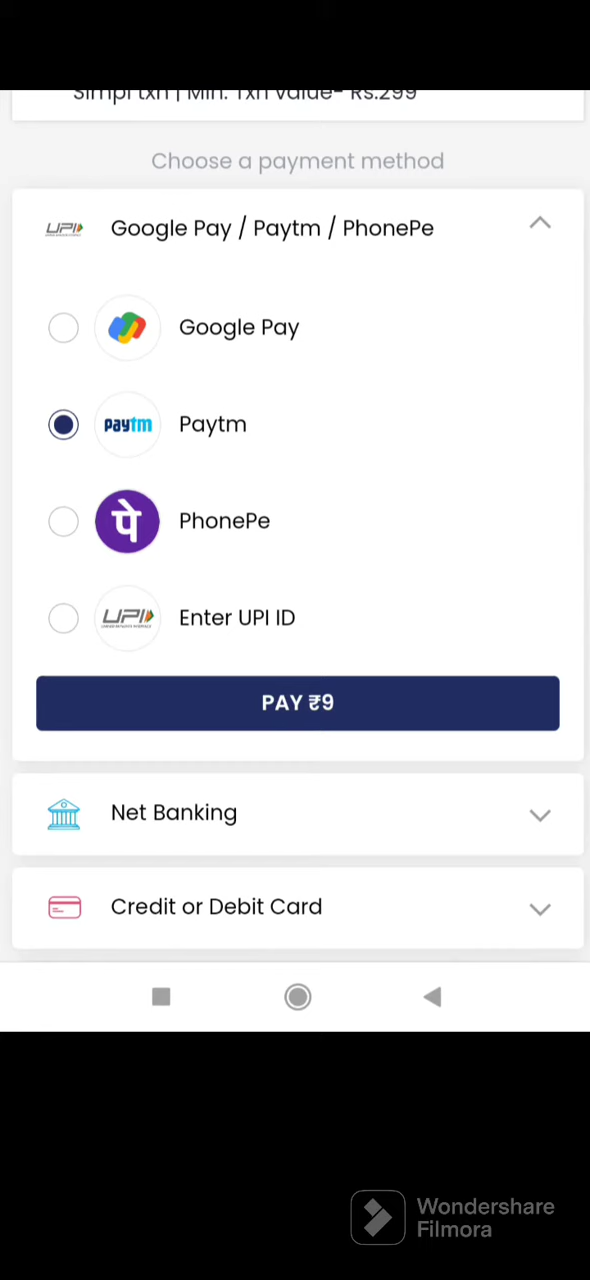 Simpl txn | Min. Txn Value- Rs.299
Choose a payment method
UPI Google Pay / Paytm / PhonePe
Google Pay
paytm Paytm
पे PhonePe
UPI Enter UPI ID
PAY ₹9
Net Banking
Credit or Debit Card
Wondershare
Filmora